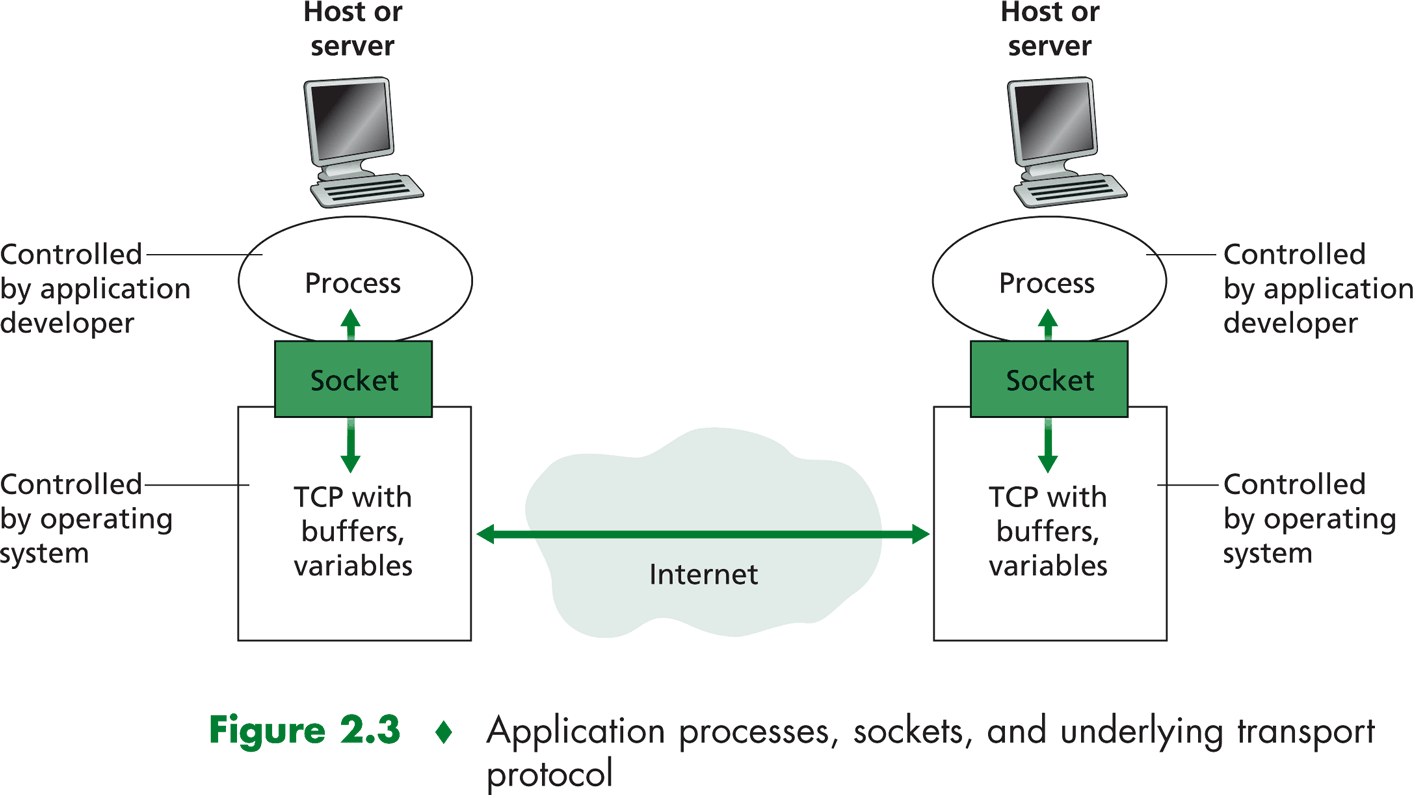 Host or
server
Host or
server
Controlled
by application
developer
Process
Process
Controlled
by application
developer
Socket
Socket
Controlled
by operating
system
TCP with
buffers,
variables
Internet
TCP with
buffers,
variables
Controlled
by operating
system
Figure 2.3 ♦ Application processes, sockets, and underlying transport
protocol